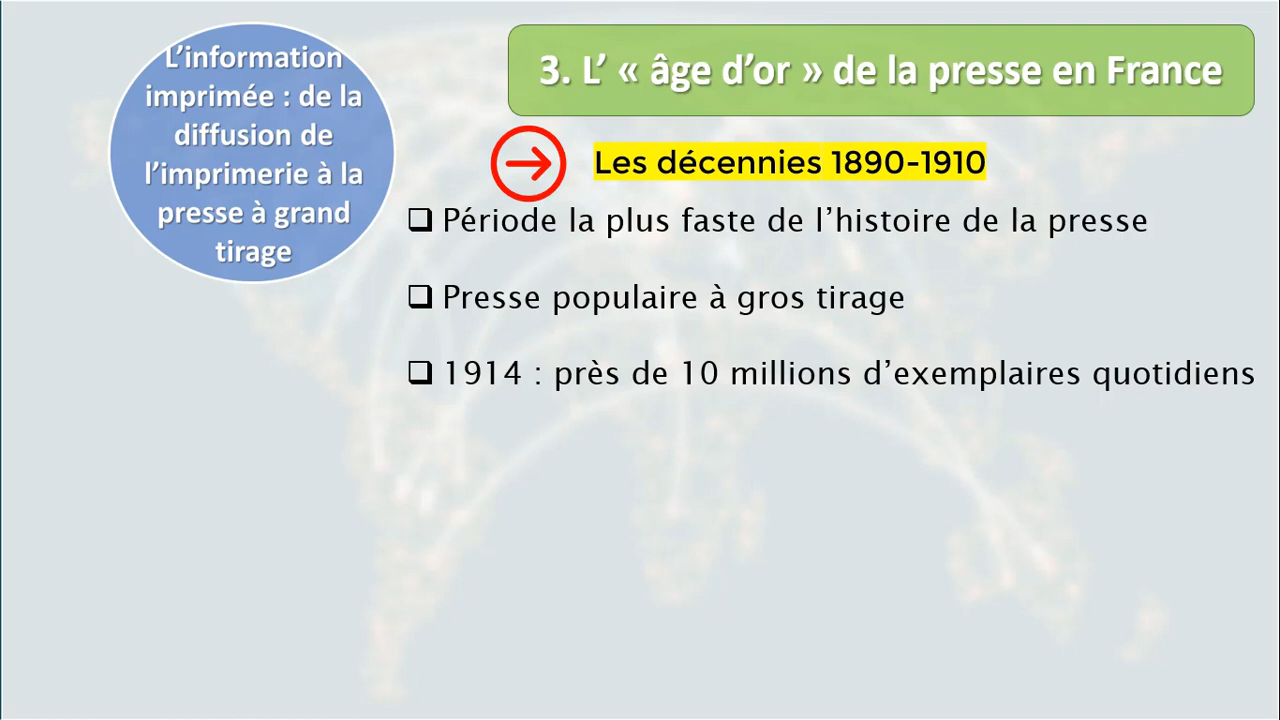 L’information
imprimée : de la
diffusion de
l’imprimerie à la
presse à grand
tirage
3. L’ « âge d’or » de la presse en France
Les décennies 1890-1910
❑ Période la plus faste de l’histoire de la presse
❑ Presse populaire à gros tirage
❑ 1914 : près de 10 millions d’exemplaires quotidiens